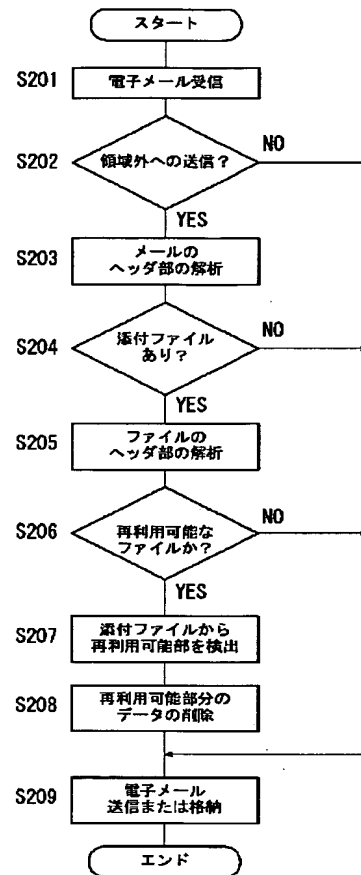 スタート
S201
電子メール受信
S202
領域外への送信？
NO
YES
S203
メールの
ヘッダ部の解析
S204
添付ファイル
あり？
NO
YES
S205
ファイルの
ヘッダ部の解析
S206
再利用可能な
ファイルか？
NO
YES
S207
添付ファイルから
再利用可能部を検出
S208
再利用可能部分の
データの削除
S209
電子メール
送信または格納
エンド